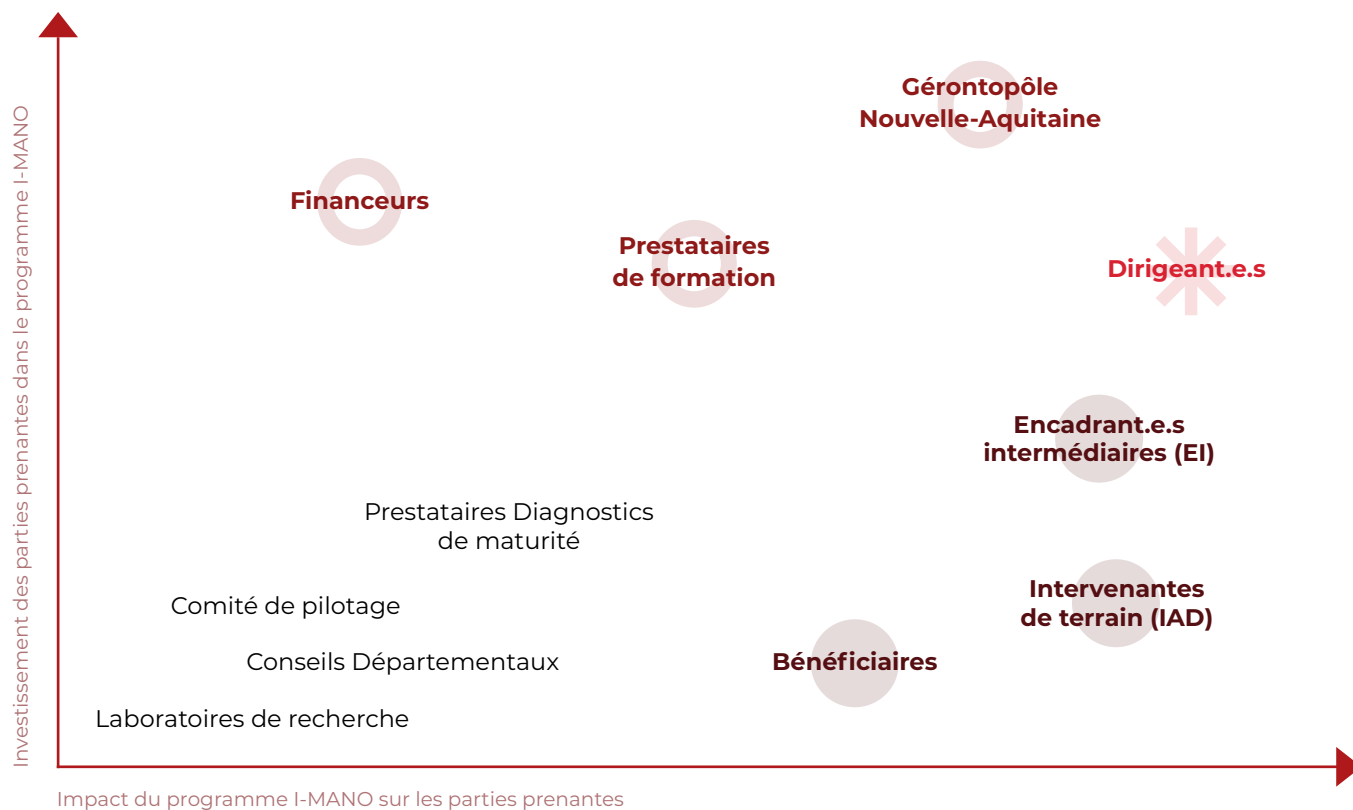 Investissement des parties prenantes dans le programme I-MANO
Gérontopôle
Nouvelle-Aquitaine
Financeurs
Prestataires
de formation
Dirigeant.e.s
Encadrant.e.s
intermédiaires (EI)
Prestataires Diagnostics
de maturité
Intervenantes
de terrain (IAD)
Comité de pilotage
Conseils Départementaux
Bénéficiaires
Laboratoires de recherche
Impact du programme I-MANO sur les parties prenantes